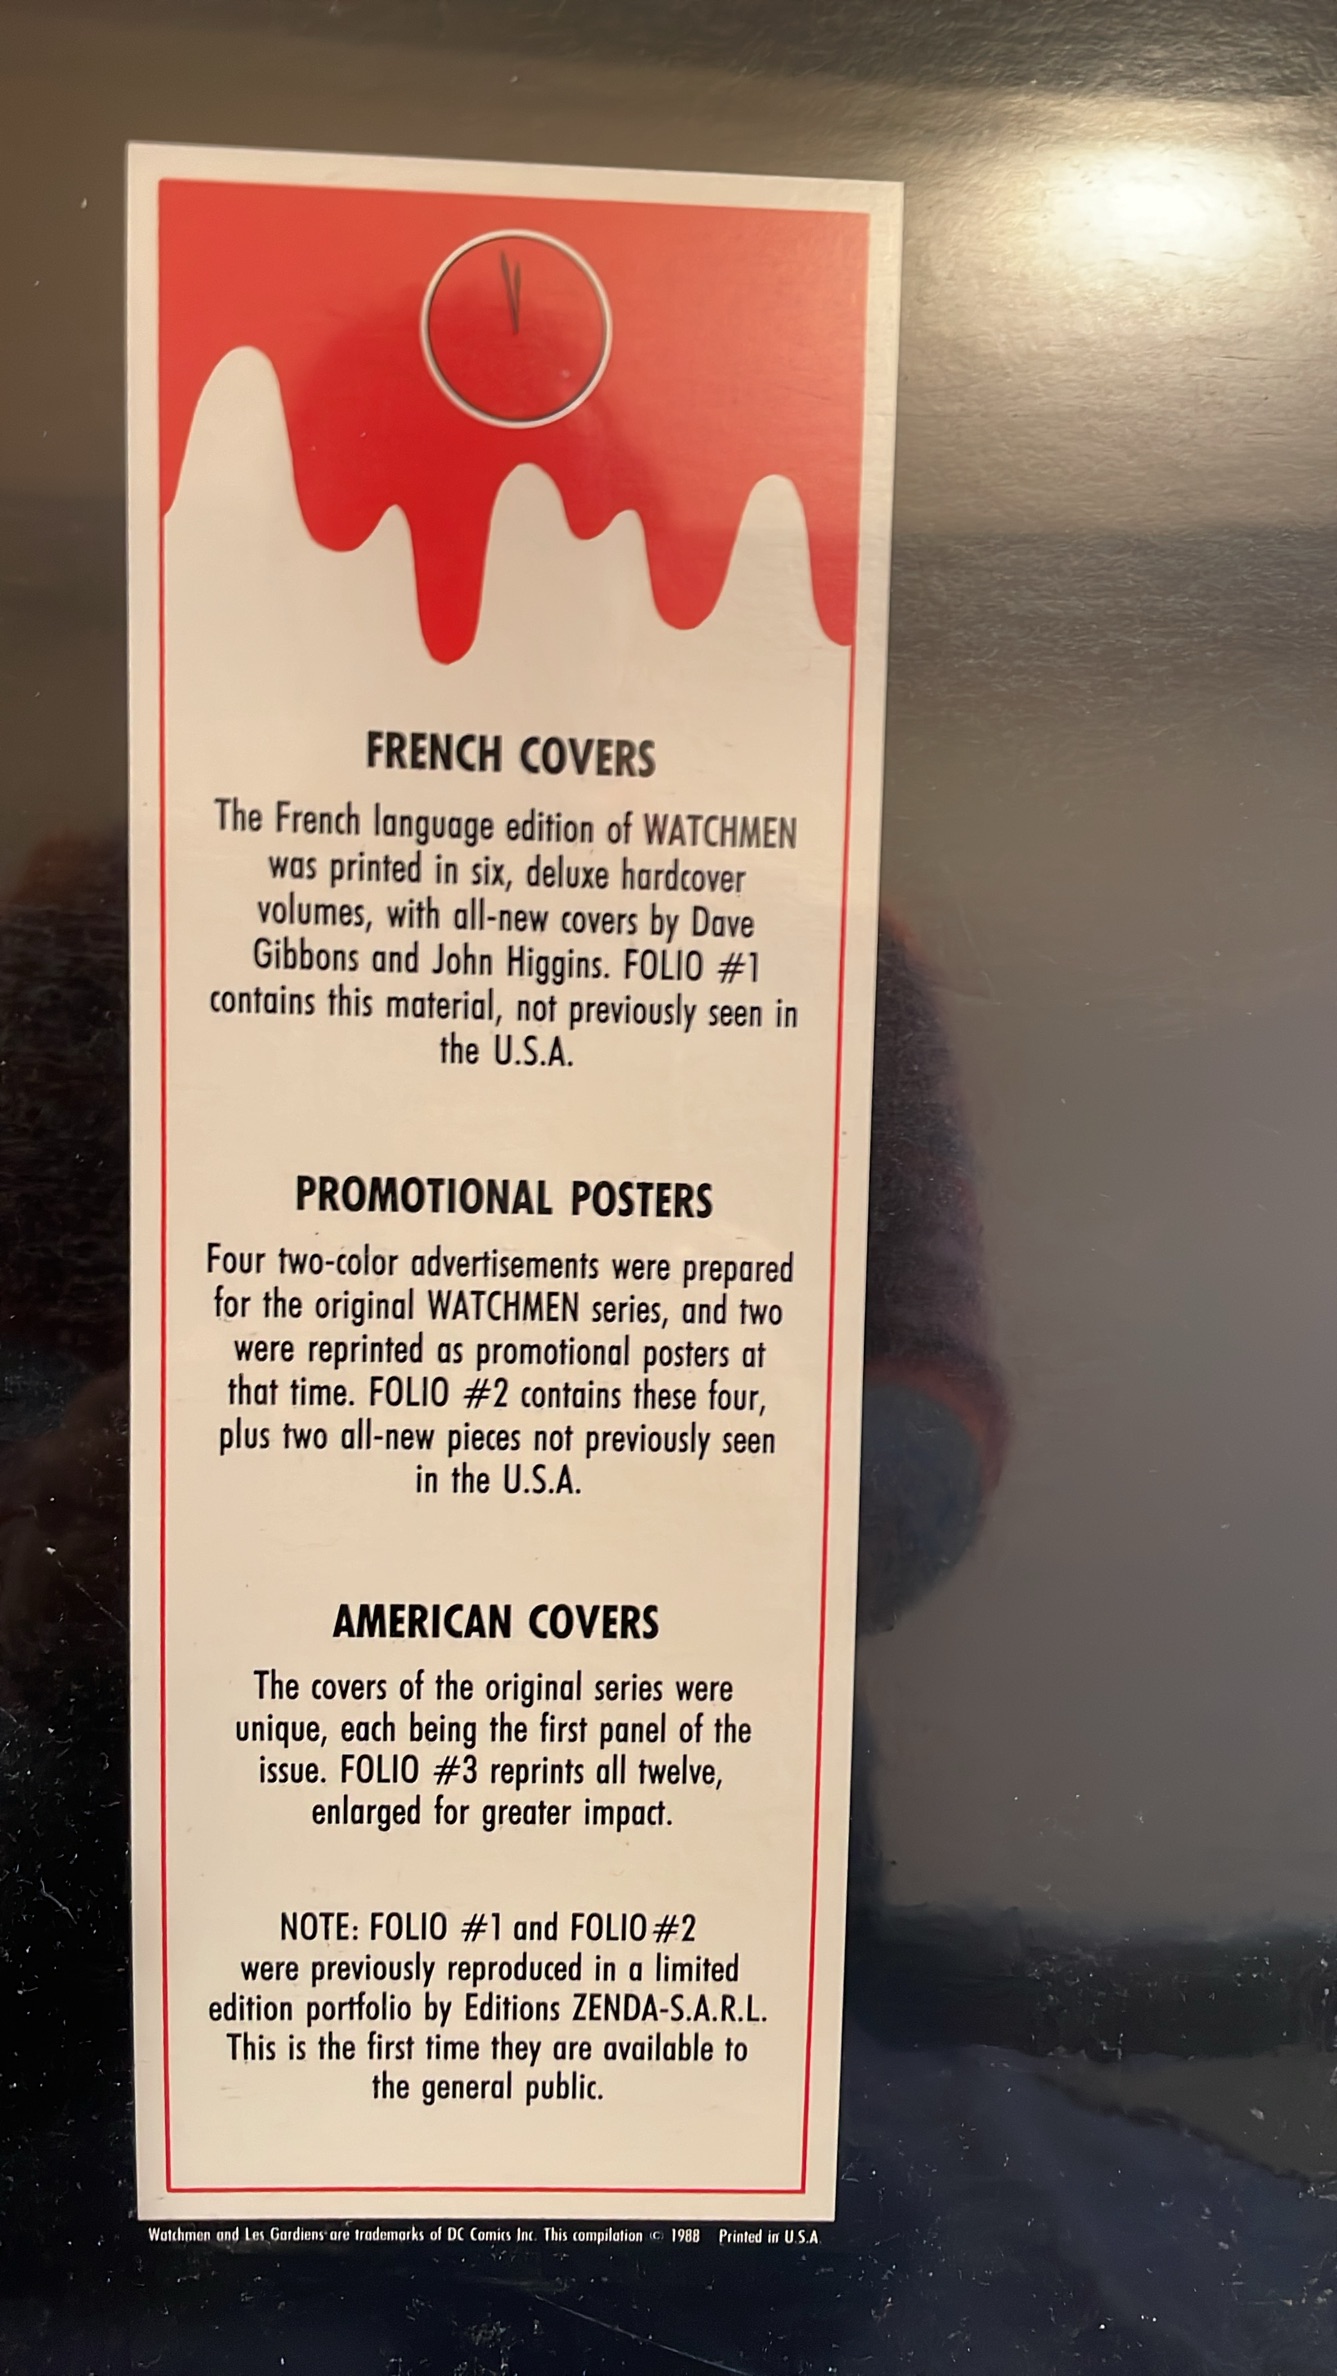 FRENCH COVERS
The French language edition of WATCHMEN
was printed in six, deluxe hardcover
volumes, with all-new covers by Dave
Gibbons and John Higgins. FOLIO #1
contains this material, not previously seen in
the U.S.A.
PROMOTIONAL POSTERS
Four two-color advertisements were prepared
for the original WATCHMEN series, and two
were reprinted as promotional posters at
that time. FOLIO #2 contains these four,
plus two all-new pieces not previously seen
in the U.S.A.
AMERICAN COVERS
The covers of the original series were
unique, each being the first panel of the
issue. FOLIO #3 reprints all twelve,
enlarged for greater impact.
NOTE: FOLIO #1 and FOLIO #2
were previously reproduced in a limited
edition portfolio by Editions ZENDA-S.A.R.L.
This is the first time they are available to
the general public.
Watchmen and Les Gardiens are trademarks of DC Comics Inc. This compilation © 1988 Printed in U.S.A.